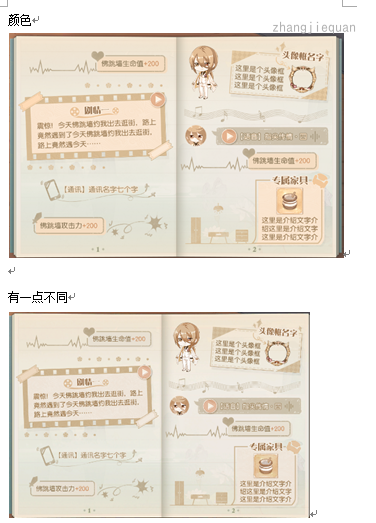 颜色
zhangjiequan
佛跳墙生命值+200
剧情
震惊！今天佛跳墙约我出去逛街，路上
竟然遇到了今天佛跳墙约我出去逛街，路上
竟然遇今天……
【通讯】通讯名字七个字
佛跳墙攻击力+200
1
头像框名字
这里是个头像框
这里是个头像框
这里是个头像框
佛跳墙生命值+200
专属家具
这里是介绍文字介
绍这里是介绍文字
介绍这里是介绍文字
2
有一点不同
佛跳墙生命值+200
剧情
震惊！今天佛跳墙约我出去逛街，路上
竟然遇到了今天佛跳墙约我出去逛街，
路上竟然遇今天……
【通讯】通讯名字七个字
佛跳墙攻击力+200
1
头像框名字
这里是个头像框
这里是个头像框
这里是个头像框
佛跳墙生命值+200
专属家具
这里是介绍文字介
绍这里是介绍文字
介绍这里是介绍文字
2